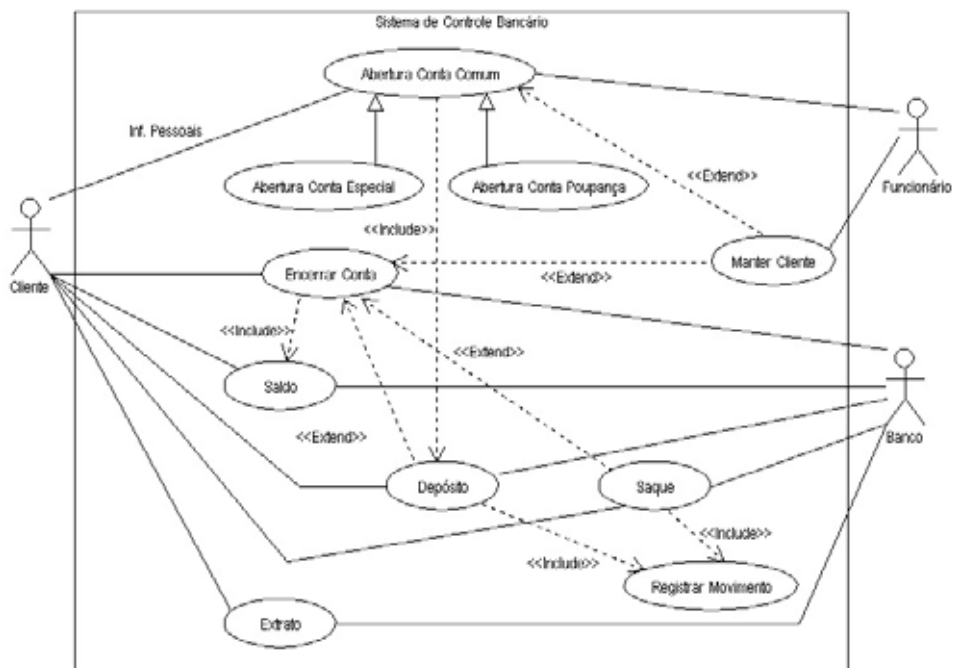 Sistema de Controle Bancário
Abertura Conta Comum
Inf. Pessoais
Abertura Conta Especial
Abertura Conta Poupança
<<Extend>>
Funcionário
<<Include>>
Manter Cliente
Encerrar Conta
<<Extend>>
Cliente
<<Include>>
<<Extend>>
Saldo
<<Extend>>
Banco
Depósito
Saque
<<Include>>
<<Include>>
Registrar Movimento
Extrato